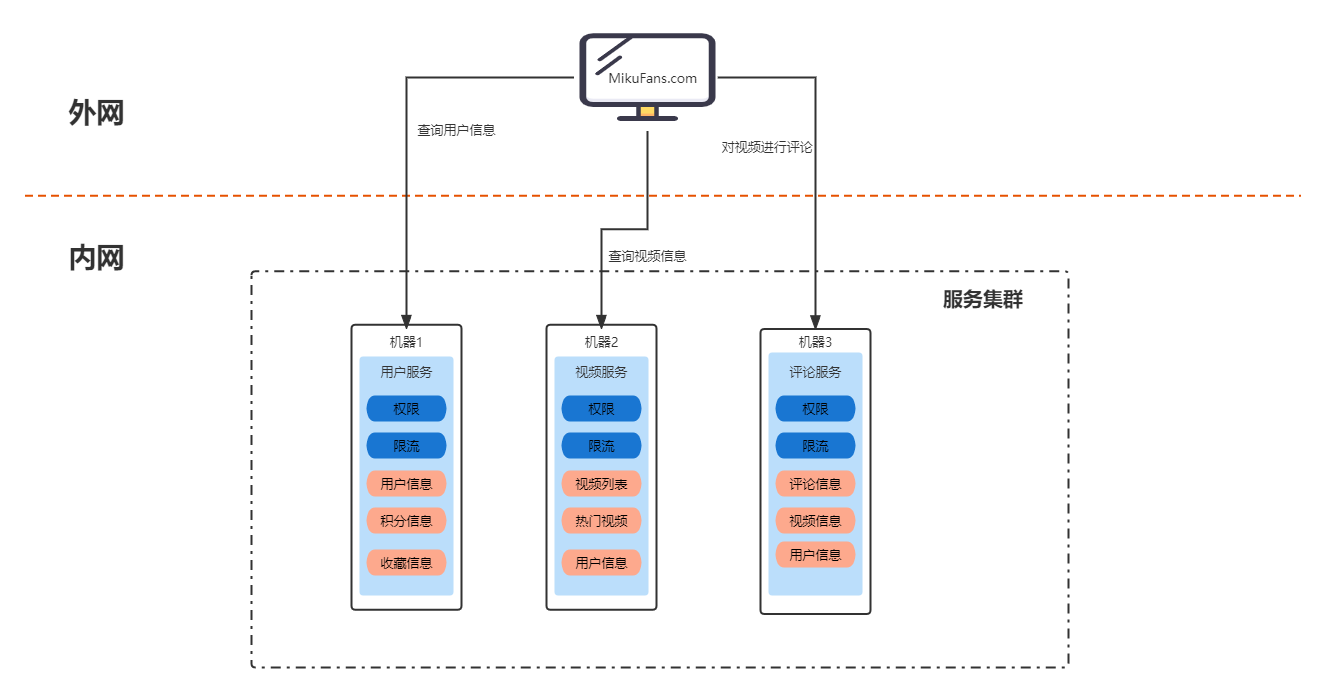 MikuFans.com
外网
查询用户信息
对视频进行评论
内网
查询视频信息
服务集群
机器1
用户服务
权限
限流
用户信息
积分信息
收藏信息
机器2
视频服务
权限
限流
视频列表
热门视频
用户信息
机器3
评论服务
权限
限流
评论信息
视频信息
用户信息